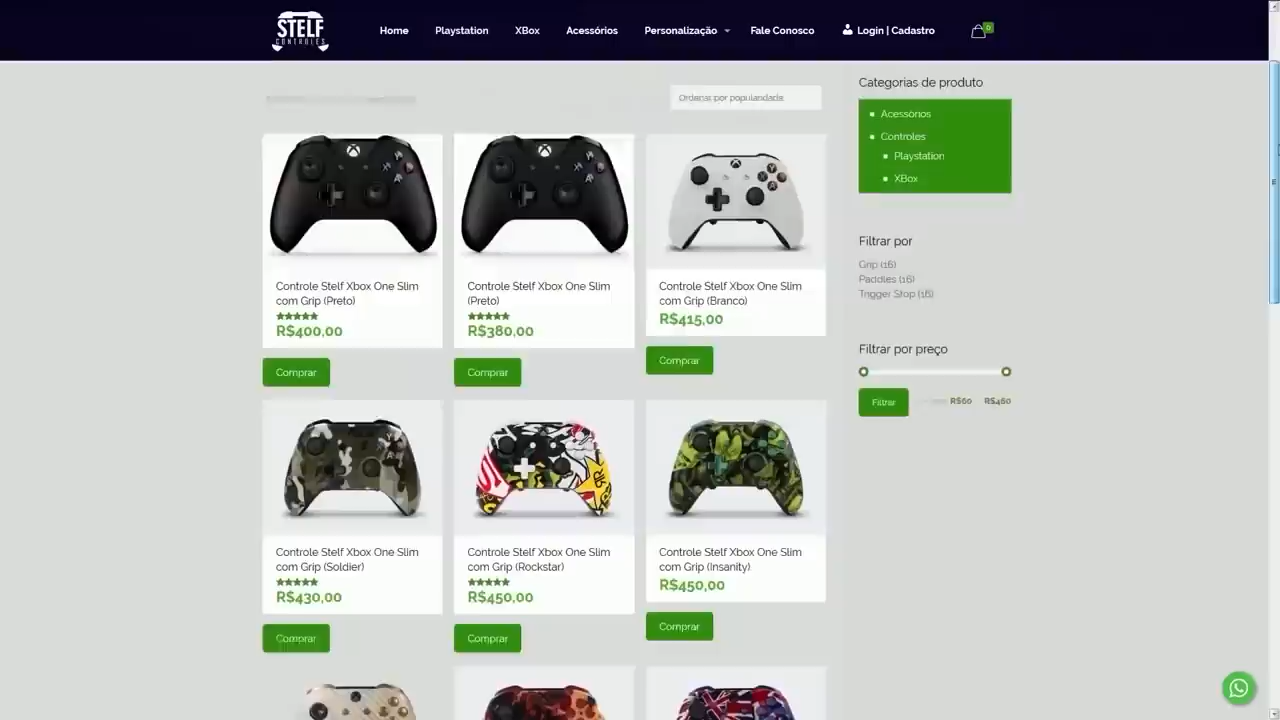 STELF
CONTROLES
Home
Playstation
XBox
Acessórios
Personalização
Fale Conosco
Login | Cadastro
0
Ordenar por popularidade
Controle Stelf Xbox One Slim
com Grip (Preto)
R$400,00
Comprar
Controle Stelf Xbox One Slim
(Preto)
R$380,00
Comprar
Controle Stelf Xbox One Slim
com Grip (Branco)
R$415,00
Comprar
Controle Stelf Xbox One Slim
com Grip (Soldier)
R$430,00
Comprar
Controle Stelf Xbox One Slim
com Grip (Rockstar)
R$450,00
Comprar
Controle Stelf Xbox One Slim
com Grip (Insanity)
R$450,00
Comprar
Categorias de produto
Acessórios
Controles
Playstation
XBox
Filtrar por
Grip (16)
Paddles (16)
Trigger Stop (16)
Filtrar por preço
Filtrar
R$60
R$460